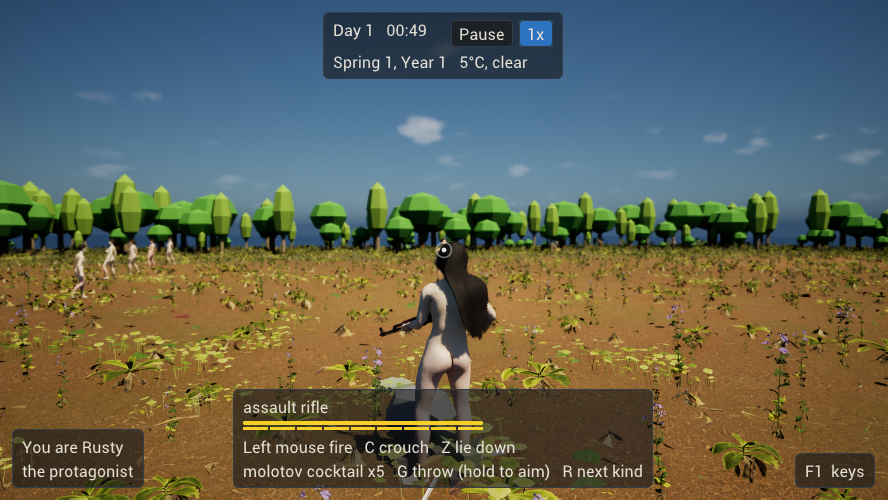 Day 1 00:49 Pause 1x
Spring 1, Year 1 5°C, clear
assault rifle
Left mouse fire C crouch Z lie down
molotov cocktail x5 G throw (hold to aim) R next kind
You are Rusty
the protagonist
F1 keys